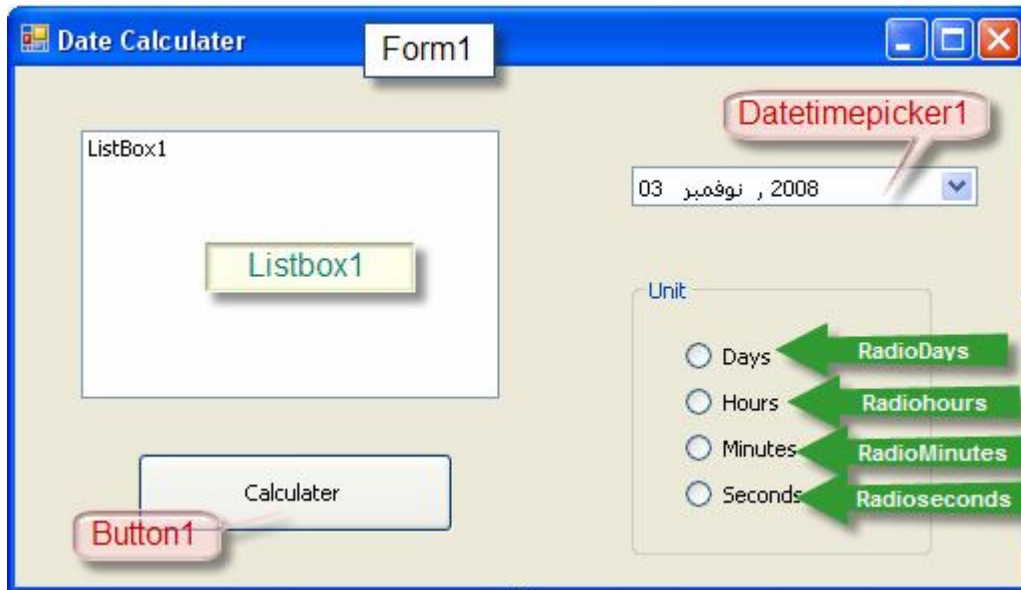 Date Calculater
Form1
Datetimepicker1
ListBox1
03 نوفمبر , 2008
Listbox1
Unit
Days
RadioDays
Hours
Radiohours
Minutes
RadioMinutes
Seconds
Radioseconds
Calculater
Button1